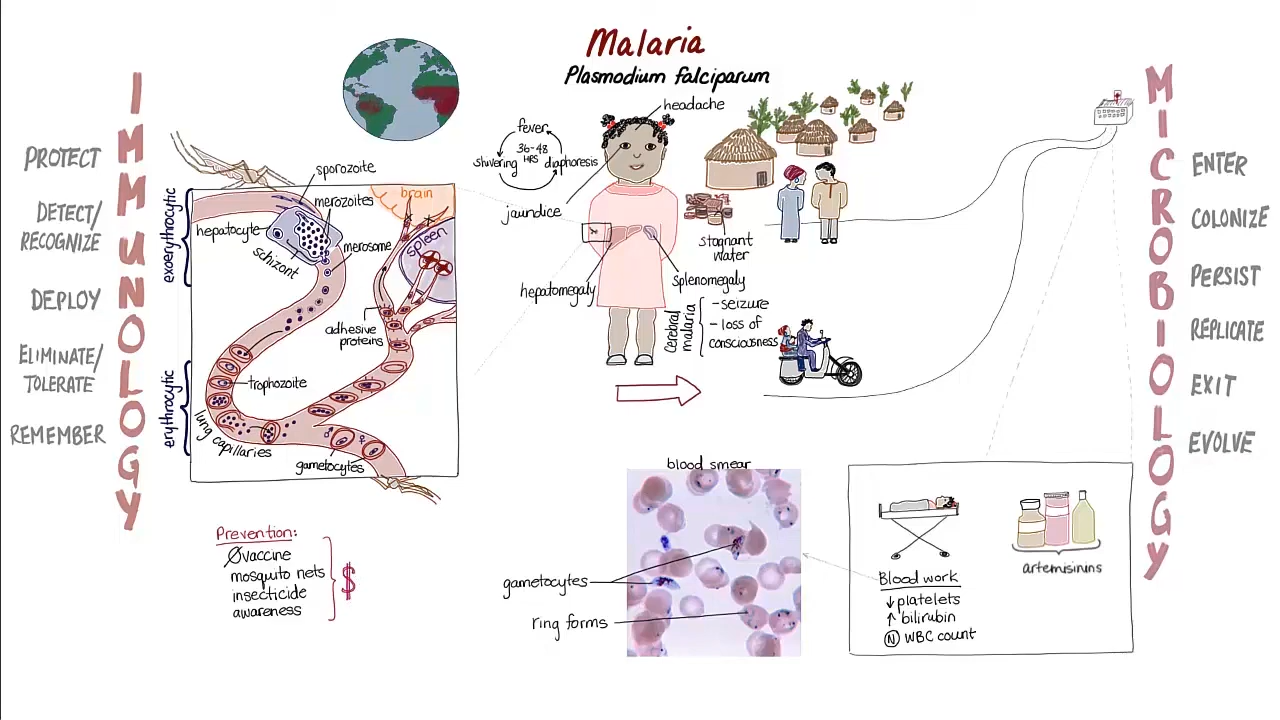 Malaria
Plasmodium falciparum
IMMUNOLOGY
PROTECT
DETECT/
RECOGNIZE
DEPLOY
ELIMINATE/
TOLERATE
REMEMBER
exoerythrocytic
erythrocytic
sporozoite
merozoites
hepatocyte
schizont
merosome
brain
spleen
adhesive
proteins
trophozoite
lung capillaries
♂
♀
gametocytes
headache
fever
36-48
HRS
shivering
diaphoresis
jaundice
hepatomegaly
splenomegaly
stagnant
water
cerebral
malaria
-seizure
-loss of
consciousness
Prevention:
∅vaccine
mosquito nets
insecticide
awareness
$
blood smear
gametocytes
ring forms
Blood work
↓platelets
↑ bilirubin
Ⓝ WBC count
artemisinins
MICROBIOLOGY
ENTER
COLONIZE
PERSIST
REPLICATE
EXIT
EVOLVE